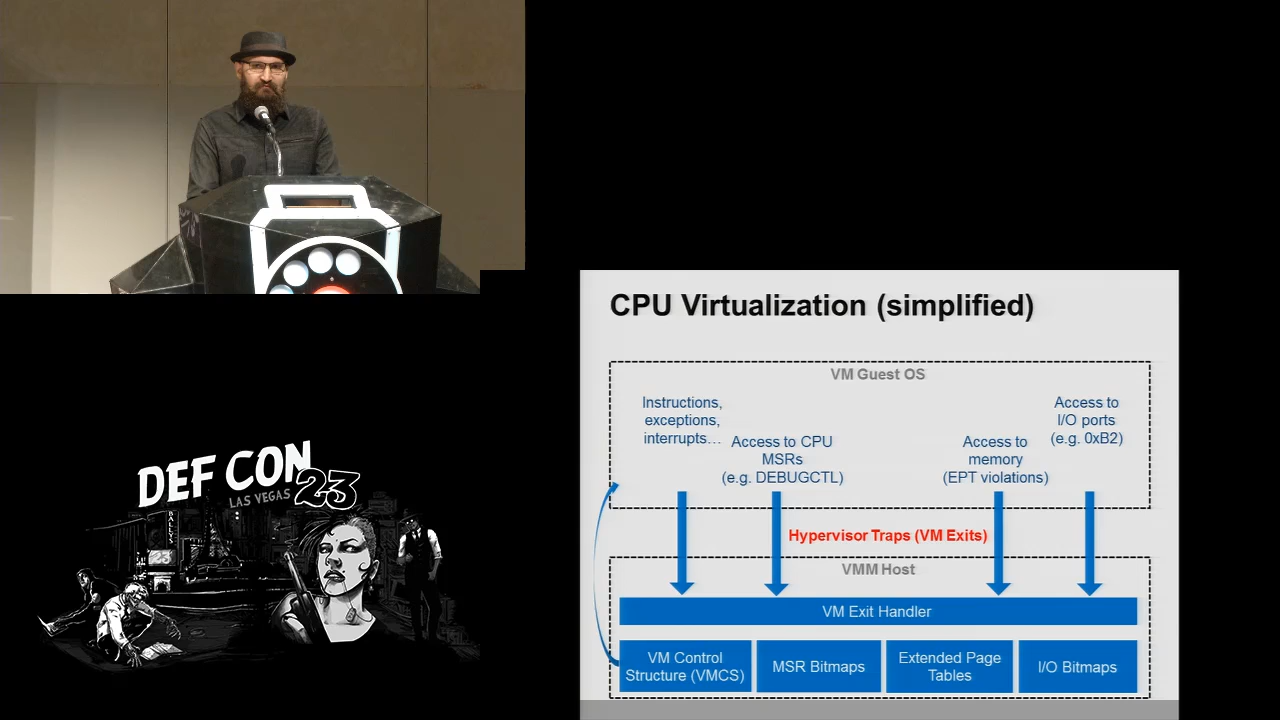 CPU Virtualization (simplified)
VM Guest OS
Instructions,
exceptions,
interrupts…
Access to CPU
MSRs
(e.g. DEBUGCTL)
Access to
memory
(EPT violations)
Access to
I/O ports
(e.g. 0xB2)
Hypervisor Traps (VM Exits)
VMM Host
VM Exit Handler
VM Control
Structure (VMCS)
MSR Bitmaps
Extended Page
Tables
I/O Bitmaps
DEF CON
LAS VEGAS 23
BALLY'S